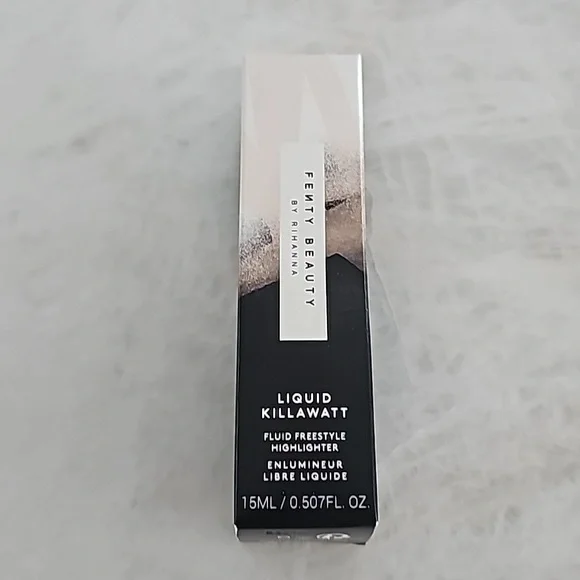 FENTY BEAUTY
BY RIHANNA
LIQUID
KILLAWATT
FLUID FREESTYLE
HIGHLIGHTER
ENLUMINEUR
LIBRE LIQUIDE
15ML / 0.507FL. OZ.